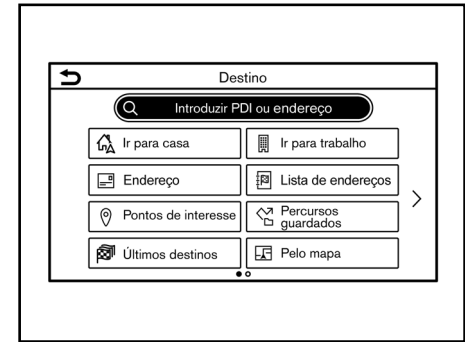 Destino
Introduzir PDI ou endereço
Ir para casa
Ir para trabalho
Endereço
Lista de endereços
Pontos de interesse
Percursos
guardados
Últimos destinos
Pelo mapa